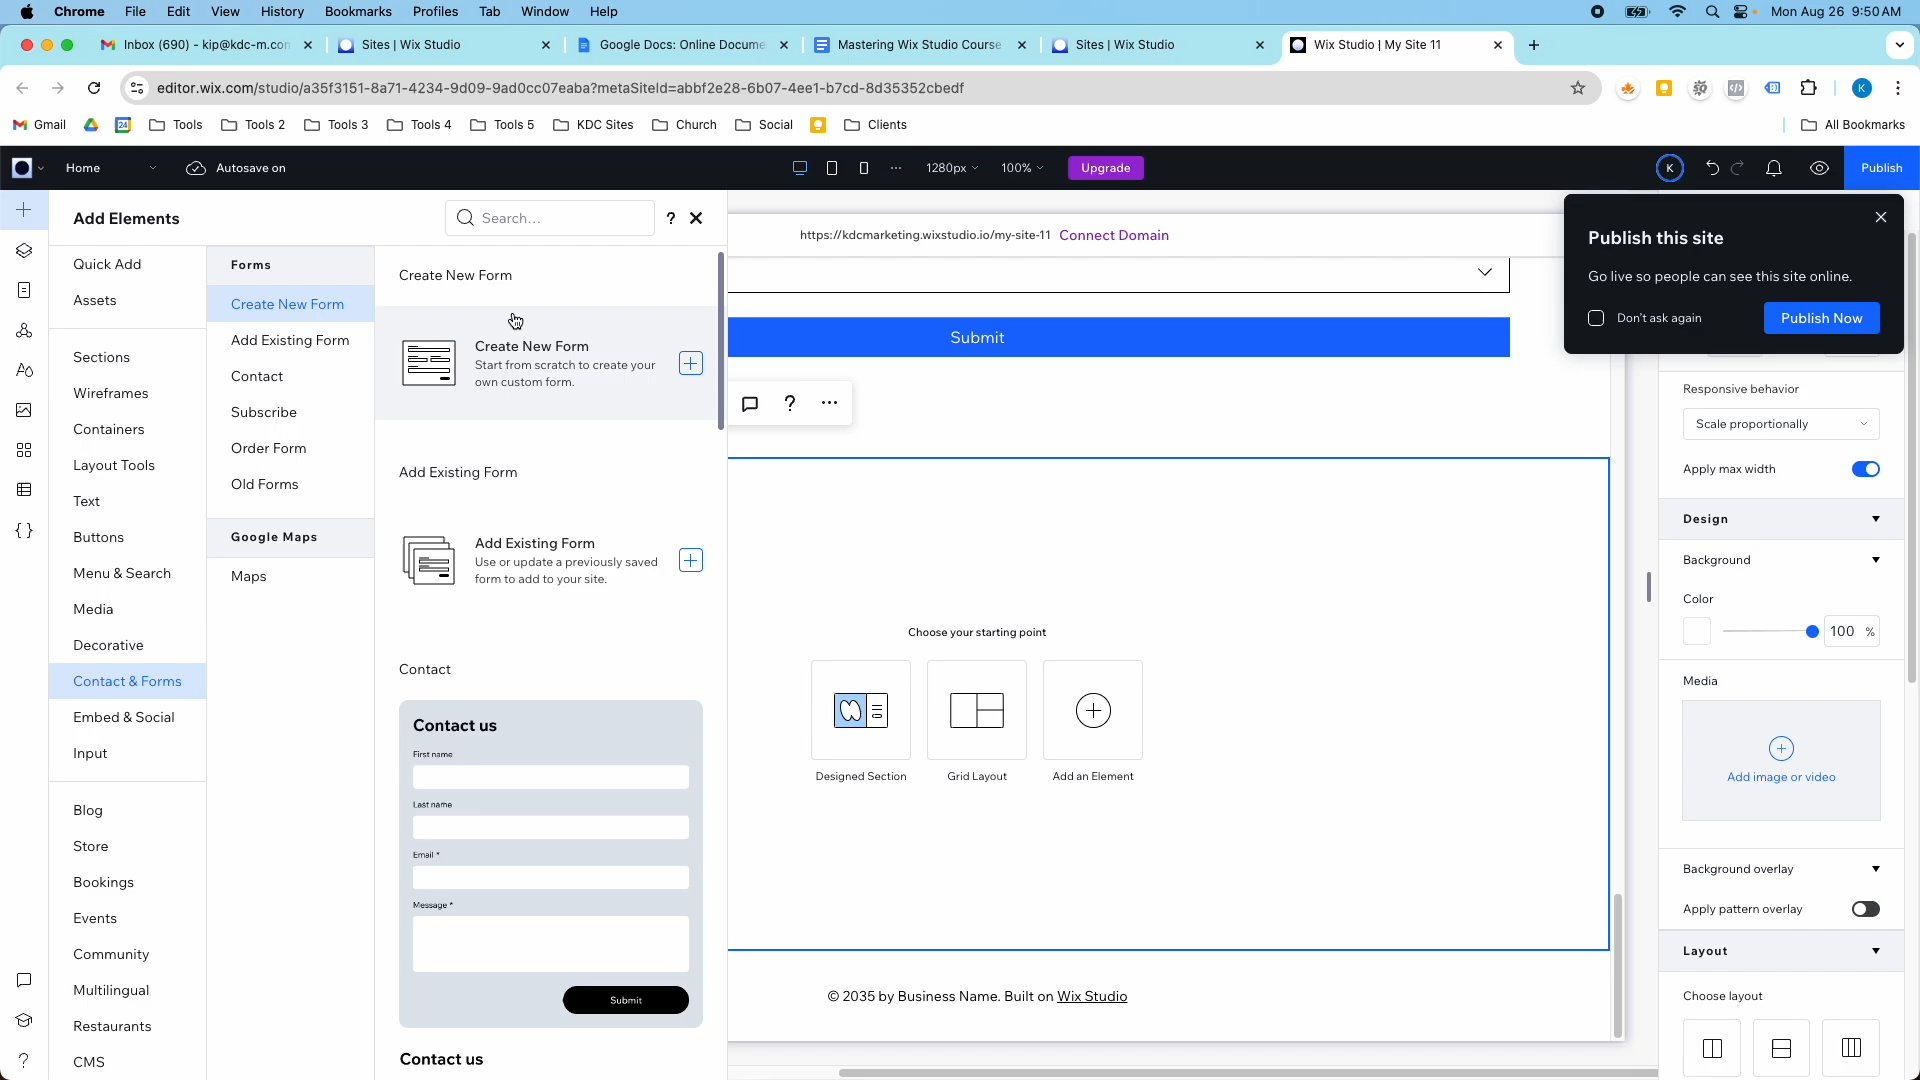 Chrome File Edit View History Bookmarks Profiles Tab Window Help Mon Aug 26 9:50 AM
Inbox (690) - kip@kdc-m.con Sites | Wix Studio Google Docs: Online Docume Mastering Wix Studio Course Sites | Wix Studio Wix Studio | My Site 11
editor.wix.com/studio/a35f3151-8a71-4234-9d09-9ad0cc07eaba?metaSiteId=abbf2e28-6b07-4ee1-b7cd-8d35352cbedf K
Gmail 24 Tools Tools 2 Tools 3 Tools 4 Tools 5 KDC Sites Church Social Clients All Bookmarks
Home Autosave on 1280px 100% Upgrade K Publish
Add Elements Search... ?
https://kdcmarketing.wixstudio.io/my-site-11 Connect Domain
Publish this site
Go live so people can see this site online.
Don't ask again Publish Now
Quick Add
Assets
Sections
Wireframes
Containers
Layout Tools
Text
Buttons
Menu & Search
Media
Decorative
Contact & Forms
Embed & Social
Input
Blog
Store
Bookings
Events
Community
Multilingual
Restaurants
CMS
?
Forms
Create New Form
Add Existing Form
Contact
Subscribe
Order Form
Old Forms
Google Maps
Maps
Create New Form
Create New Form
Start from scratch to create your
own custom form.
Add Existing Form
Add Existing Form
Use or update a previously saved
form to add to your site.
Contact
Contact us
First name
Last name
Email *
Message *
Submit
Contact us
Submit
?
Choose your starting point
Designed Section Grid Layout Add an Element
© 2035 by Business Name. Built on Wix Studio
Responsive behavior
Scale proportionally
Apply max width
Design
Background
Color
100 %
Media
Add image or video
Background overlay
Apply pattern overlay
Layout
Choose layout